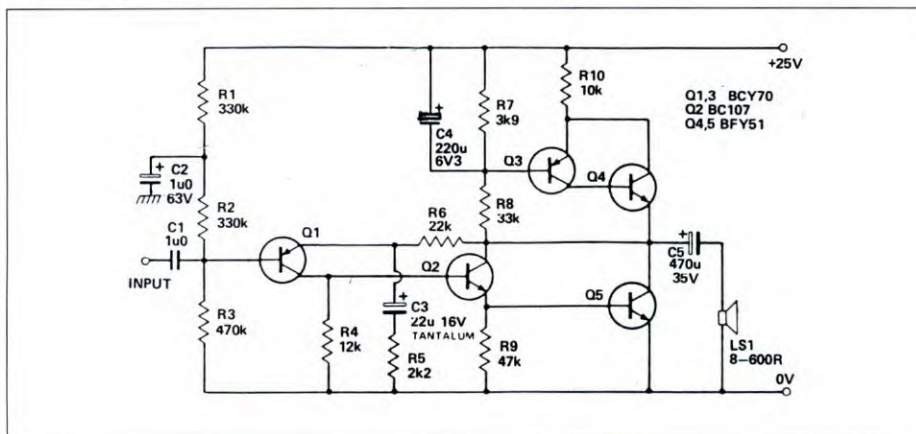 +25V
R10
10k
R1
330k
R7
3k9
Q1,3 BCY70
Q2 BC107
Q4,5 BFY51
C4
220u
6V3
Q3
Q4
+ C2
1u0
63V
R2
330k
R8
33k
R6
22k
C1
1u0
Q1
INPUT
Q2
+
C5
470u
35V
Q5
R3
470k
R4
12k
+
C3
22u 16V
TANTALUM
R5
2k2
R9
47k
LS1
8–600R
0V